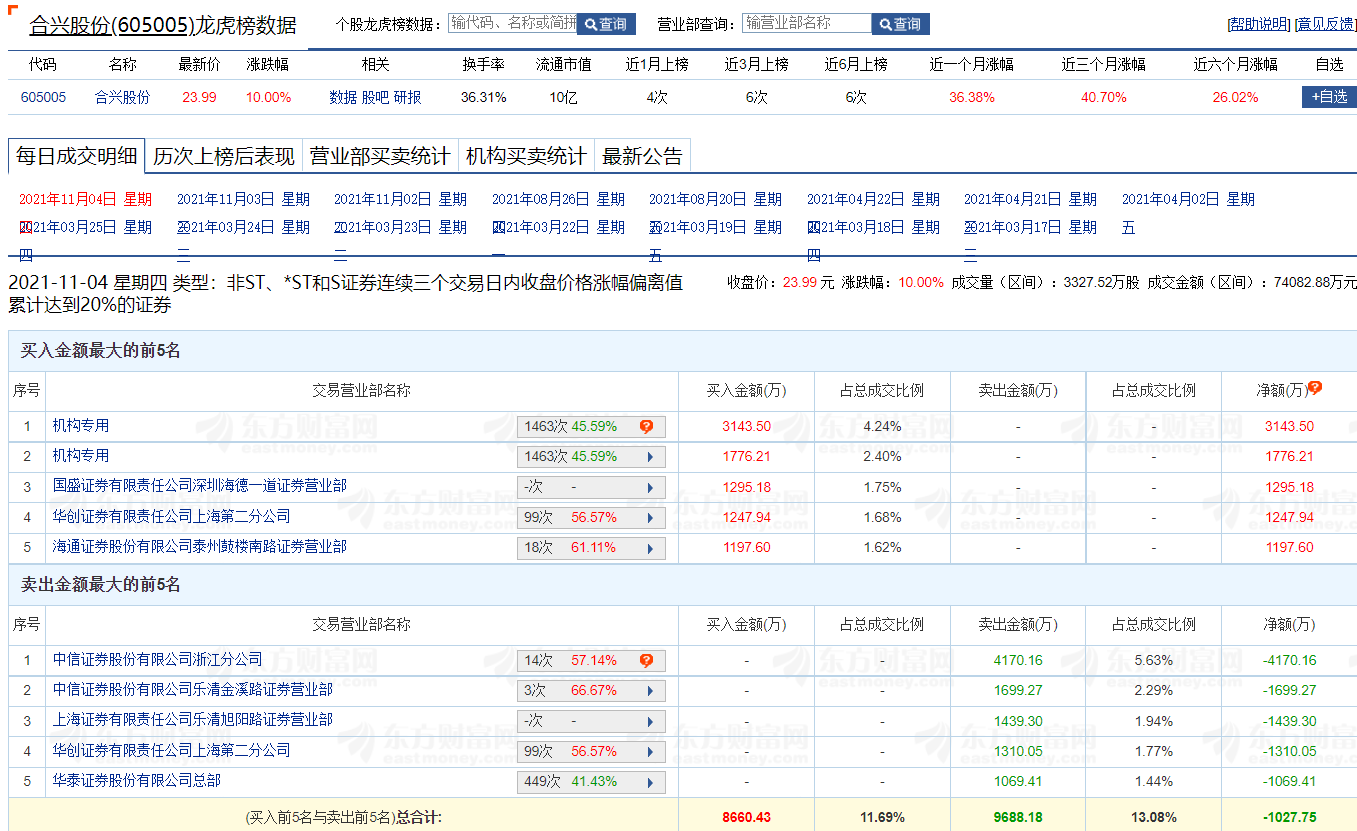 合兴股份(605005)龙虎榜数据 个股龙虎榜数据： 输代码、名称或简拼 查询 营业部查询： 输营业部名称 查询 [帮助说明] [意见反馈]
代码 名称 最新价 涨跌幅 相关 换手率 流通市值 近1月上榜 近3月上榜 近6月上榜 近一个月涨幅 近三个月涨幅 近六个月涨幅 自选
605005 合兴股份 23.99 10.00% 数据 股吧 研报 36.31% 10亿 4次 6次 6次 36.38% 40.70% 26.02% +自选
每日成交明细 历次上榜后表现 营业部买卖统计 机构买卖统计 最新公告
2021年11月04日 星期四 2021年11月03日 星期三 2021年11月02日 星期二 2021年08月26日 星期四 2021年08月20日 星期五 2021年04月22日 星期四 2021年04月21日 星期三 2021年04月02日 星期五
2021年03月25日 星期四 2021年03月24日 星期三 2021年03月23日 星期二 2021年03月22日 星期一 2021年03月19日 星期五 2021年03月18日 星期四 2021年03月17日 星期三
2021-11-04 星期四 类型：非ST、*ST和S证券连续三个交易日内收盘价格涨幅偏离值
累计达到20%的证券
收盘价：23.99 元 涨跌幅：10.00% 成交量（区间）：3327.52万股 成交金额（区间）：74082.88万元
买入金额最大的前5名
序号 交易营业部名称 买入金额(万) 占总成交比例 卖出金额(万) 占总成交比例 净额(万)
1 机构专用 1463次 45.59% 3143.50 4.24% - - 3143.50
2 机构专用 1463次 45.59% 1776.21 2.40% - - 1776.21
3 国盛证券有限责任公司深圳海德一道证券营业部 -次 - 1295.18 1.75% - - 1295.18
4 华创证券有限责任公司上海第二分公司 99次 56.57% 1247.94 1.68% - - 1247.94
5 海通证券股份有限公司泰州鼓楼南路证券营业部 18次 61.11% 1197.60 1.62% - - 1197.60
卖出金额最大的前5名
序号 交易营业部名称 买入金额(万) 占总成交比例 卖出金额(万) 占总成交比例 净额(万)
1 中信证券股份有限公司浙江分公司 14次 57.14% - - 4170.16 5.63% -4170.16
2 中信证券股份有限公司乐清金溪路证券营业部 3次 66.67% - - 1699.27 2.29% -1699.27
3 上海证券有限责任公司乐清旭阳路证券营业部 -次 - - - 1439.30 1.94% -1439.30
4 华创证券有限责任公司上海第二分公司 99次 56.57% - - 1310.05 1.77% -1310.05
5 华泰证券股份有限公司总部 449次 41.43% - - 1069.41 1.44% -1069.41
(买入前5名与卖出前5名)总合计: 8660.43 11.69% 9688.18 13.08% -1027.75